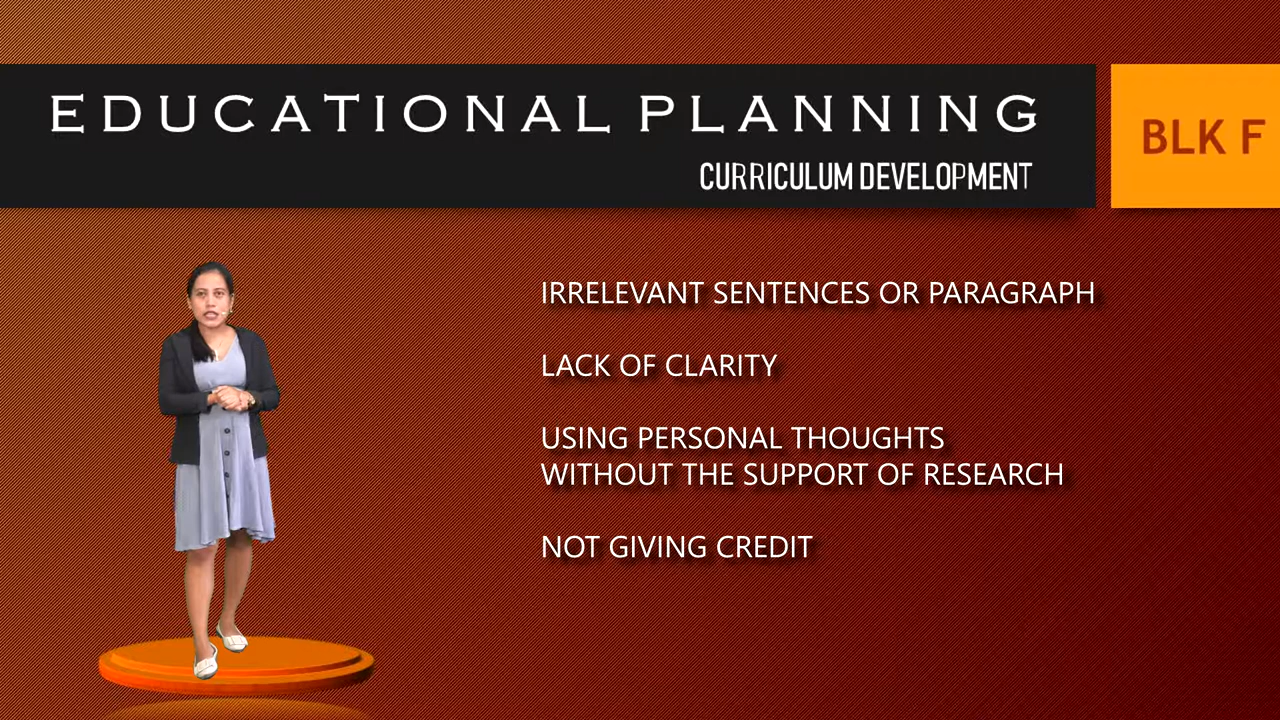 EDUCATIONAL PLANNING
CURRICULUM DEVELOPMENT
BLK F
IRRELEVANT SENTENCES OR PARAGRAPH
LACK OF CLARITY
USING PERSONAL THOUGHTS
WITHOUT THE SUPPORT OF RESEARCH
NOT GIVING CREDIT